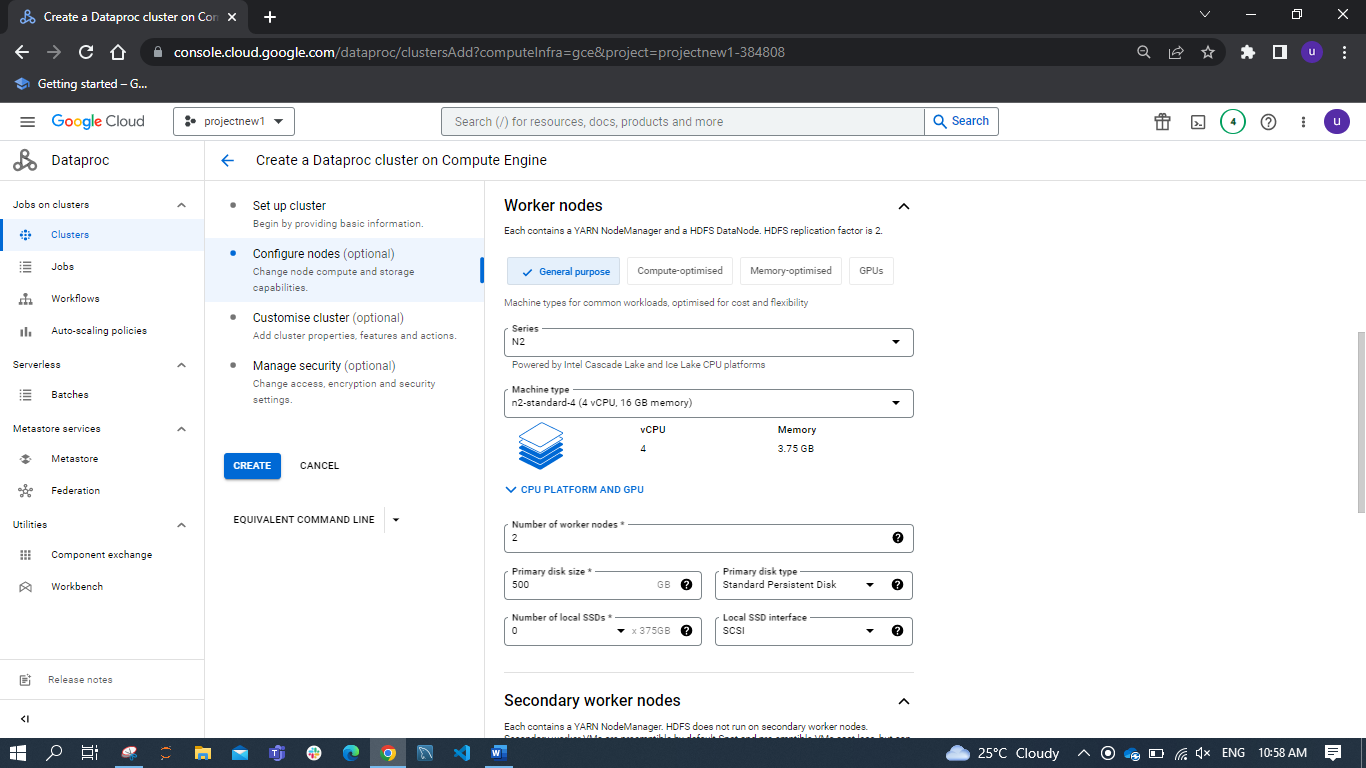 Create a Dataproc cluster on Con
console.cloud.google.com/dataproc/clustersAdd?computeInfra=gce&project=projectnew1-384808
u
Getting started – G...
Google Cloud
projectnew1
Search (/) for resources, docs, products and more
Search
4
u
Dataproc
Create a Dataproc cluster on Compute Engine
Jobs on clusters
Clusters
Jobs
Workflows
Auto-scaling policies
Serverless
Batches
Metastore services
Metastore
Federation
Utilities
Component exchange
Workbench
Release notes
Set up cluster
Begin by providing basic information.
Configure nodes (optional)
Change node compute and storage
capabilities.
Customise cluster (optional)
Add cluster properties, features and actions.
Manage security (optional)
Change access, encryption and security
settings.
CREATE
CANCEL
EQUIVALENT COMMAND LINE
Worker nodes
Each contains a YARN NodeManager and a HDFS DataNode. HDFS replication factor is 2.
General purpose
Compute-optimised
Memory-optimised
GPUs
Machine types for common workloads, optimised for cost and flexibility
Series
N2
Powered by Intel Cascade Lake and Ice Lake CPU platforms
Machine type
n2-standard-4 (4 vCPU, 16 GB memory)
vCPU
Memory
4
3.75 GB
CPU PLATFORM AND GPU
Number of worker nodes *
2
Primary disk size *
500
GB
Primary disk type
Standard Persistent Disk
Number of local SSDs *
0
x 375GB
Local SSD interface
SCSI
Secondary worker nodes
Each contains a YARN NodeManager. HDFS does not run on secondary worker nodes.
25°C Cloudy
ENG
10:58 AM